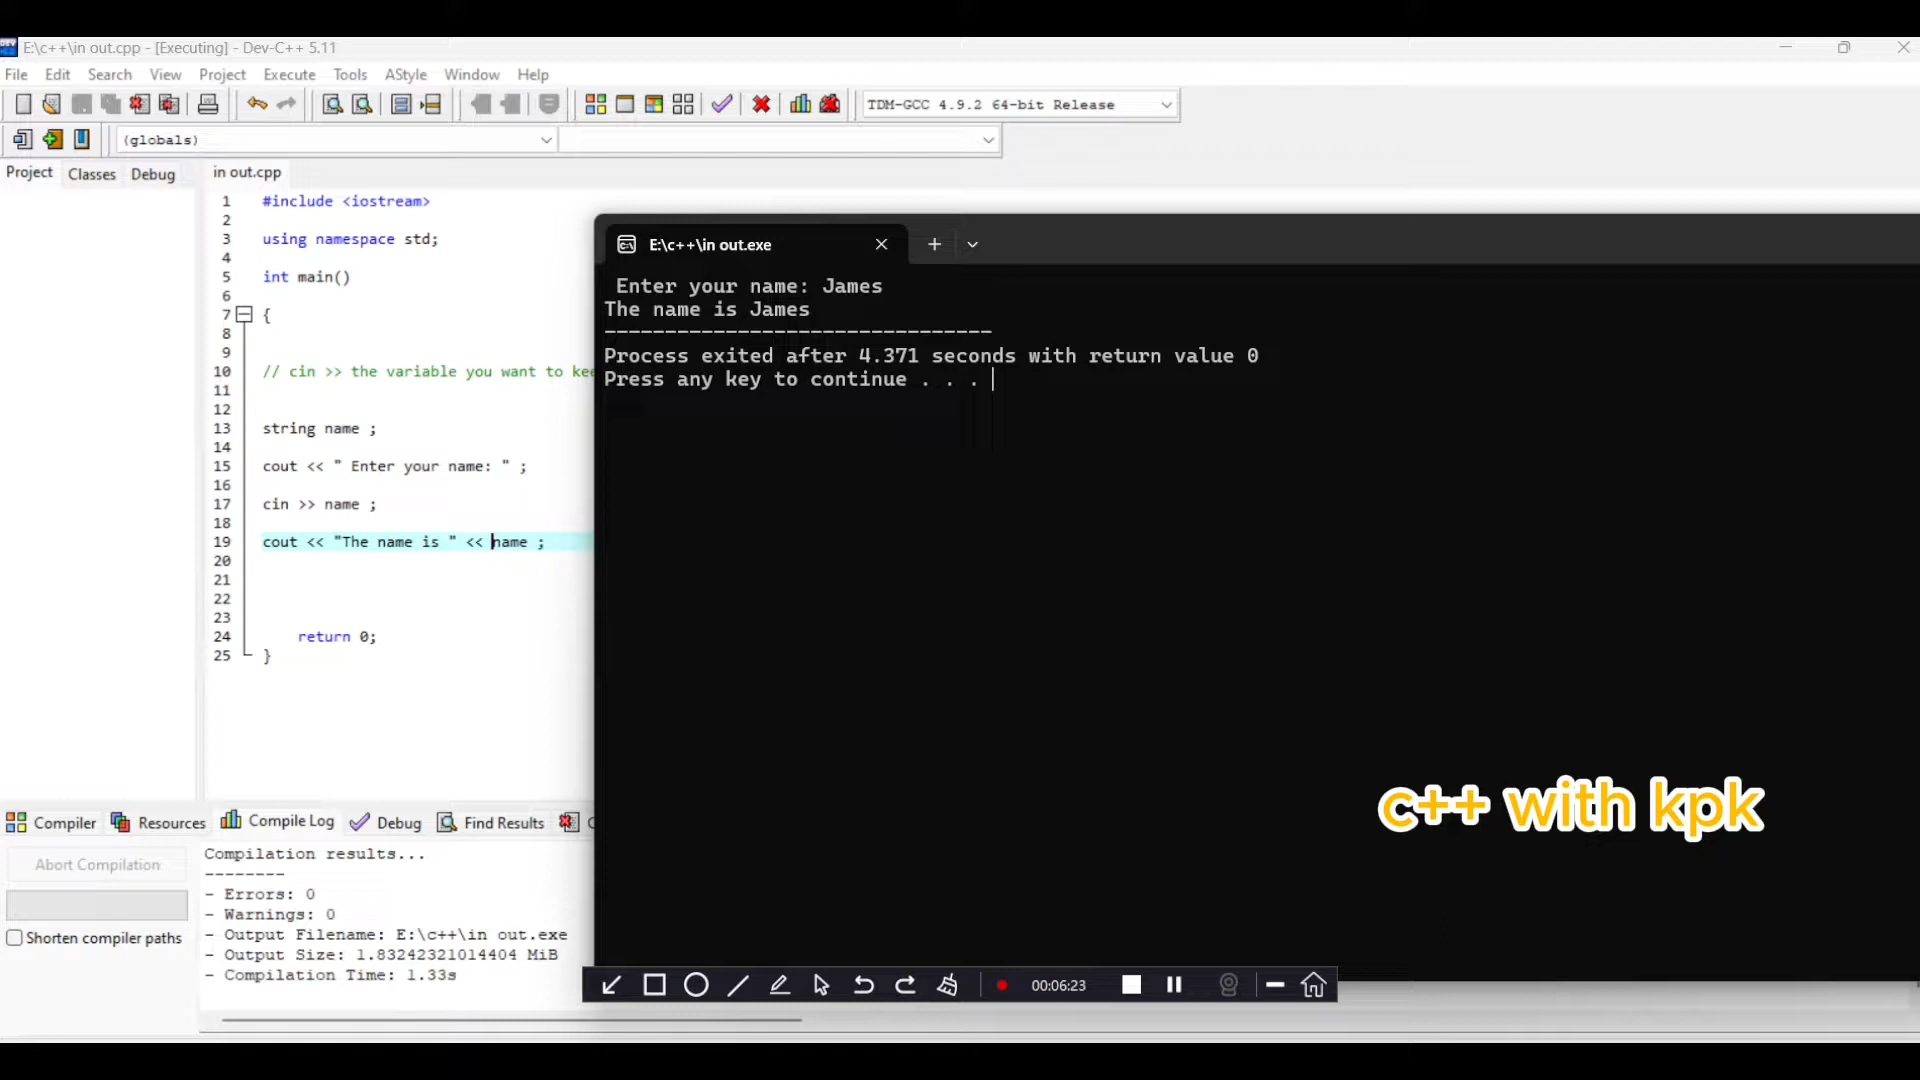 E:\c++\in out.cpp - [Executing] - Dev-C++ 5.11
File Edit Search View Project Execute Tools AStyle Window Help
TDM-GCC 4.9.2 64-bit Release
(globals)
Project Classes Debug
in out.cpp
1 #include <iostream>
2
3 using namespace std;
4
5 int main()
6
7 {
8
9
10 // cin >> the variable you want to kee
11
12
13 string name ;
14
15 cout << " Enter your name: " ;
16
17 cin >> name ;
18
19 cout << "The name is " << name ;
20
21
22
23
24 return 0;
25 }
E:\c++\in out.exe
Enter your name: James
The name is James
--------------------------------
Process exited after 4.371 seconds with return value 0
Press any key to continue . . .
c++ with kpk
Compiler Resources Compile Log Debug Find Results C
Abort Compilation
Shorten compiler paths
Compilation results...
--------
- Errors: 0
- Warnings: 0
- Output Filename: E:\c++\in out.exe
- Output Size: 1.83242321014404 MiB
- Compilation Time: 1.33s
00:06:23